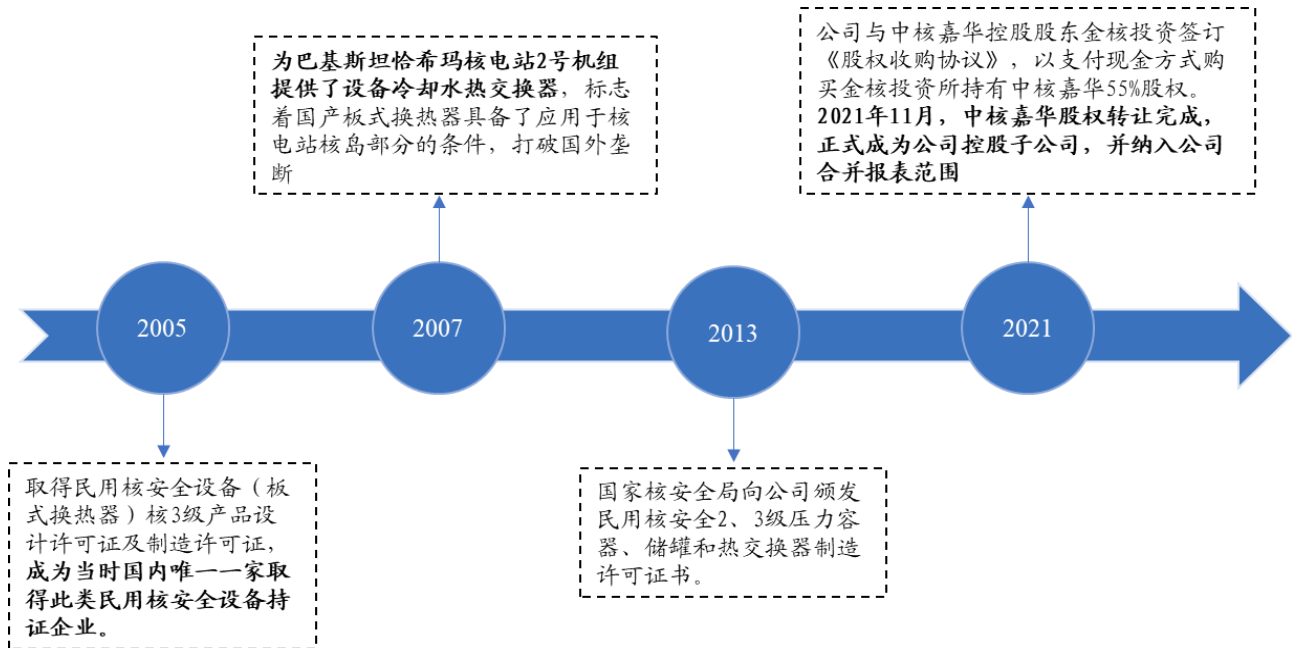 为巴基斯坦恰希玛核电站2号机组
提供了设备冷却水热交换器，标志
着国产板式换热器具备了应用于核
电站核岛部分的条件，打破国外垄
断
公司与中核嘉华控股股东金核投资签订
《股权收购协议》，以支付现金方式购
买金核投资所持有中核嘉华55%股权。
2021年11月，中核嘉华股权转让完成，
正式成为公司控股子公司，并纳入公司
合并报表范围
2005
2007
2013
2021
取得民用核安全设备（板
式换热器）核3级产品设
计许可证及制造许可证，
成为当时国内唯一一家取
得此类民用核安全设备持
证企业。
国家核安全局向公司颁发
民用核安全2、3级压力容
器、储罐和热交换器制造
许可证书。